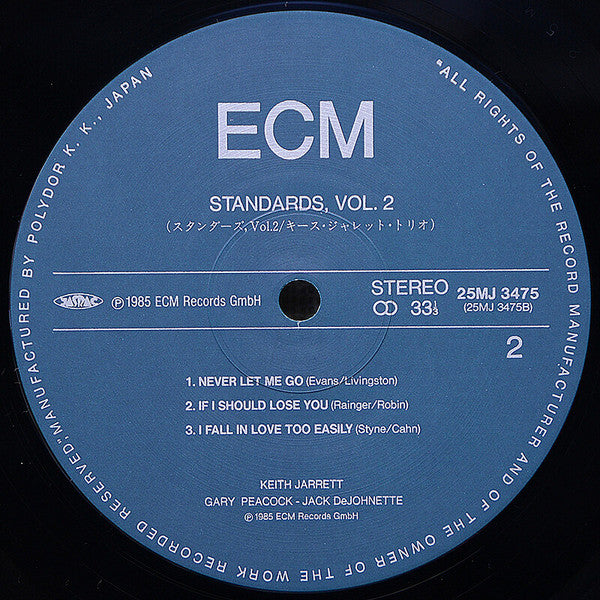 ECM
STANDARDS, VOL. 2
(スタンダーズ, Vol.2/キース・ジャレット・トリオ)
JASRAC
Ⓟ 1985 ECM Records GmbH
STEREO
33 1/3
25MJ 3475
(25MJ 3475B)
2
1. NEVER LET ME GO (Evans/Livingston)
2. IF I SHOULD LOSE YOU (Rainger/Robin)
3. I FALL IN LOVE TOO EASILY (Styne/Cahn)
KEITH JARRETT
GARY PEACOCK - JACK DeJOHNETTE
Ⓟ 1985 ECM Records GmbH
"ALL RIGHTS OF THE RECORD MANUFACTURER AND OF THE OWNER OF THE WORK RECORDED RESERVED", MANUFACTURED BY POLYDOR K. K., JAPAN